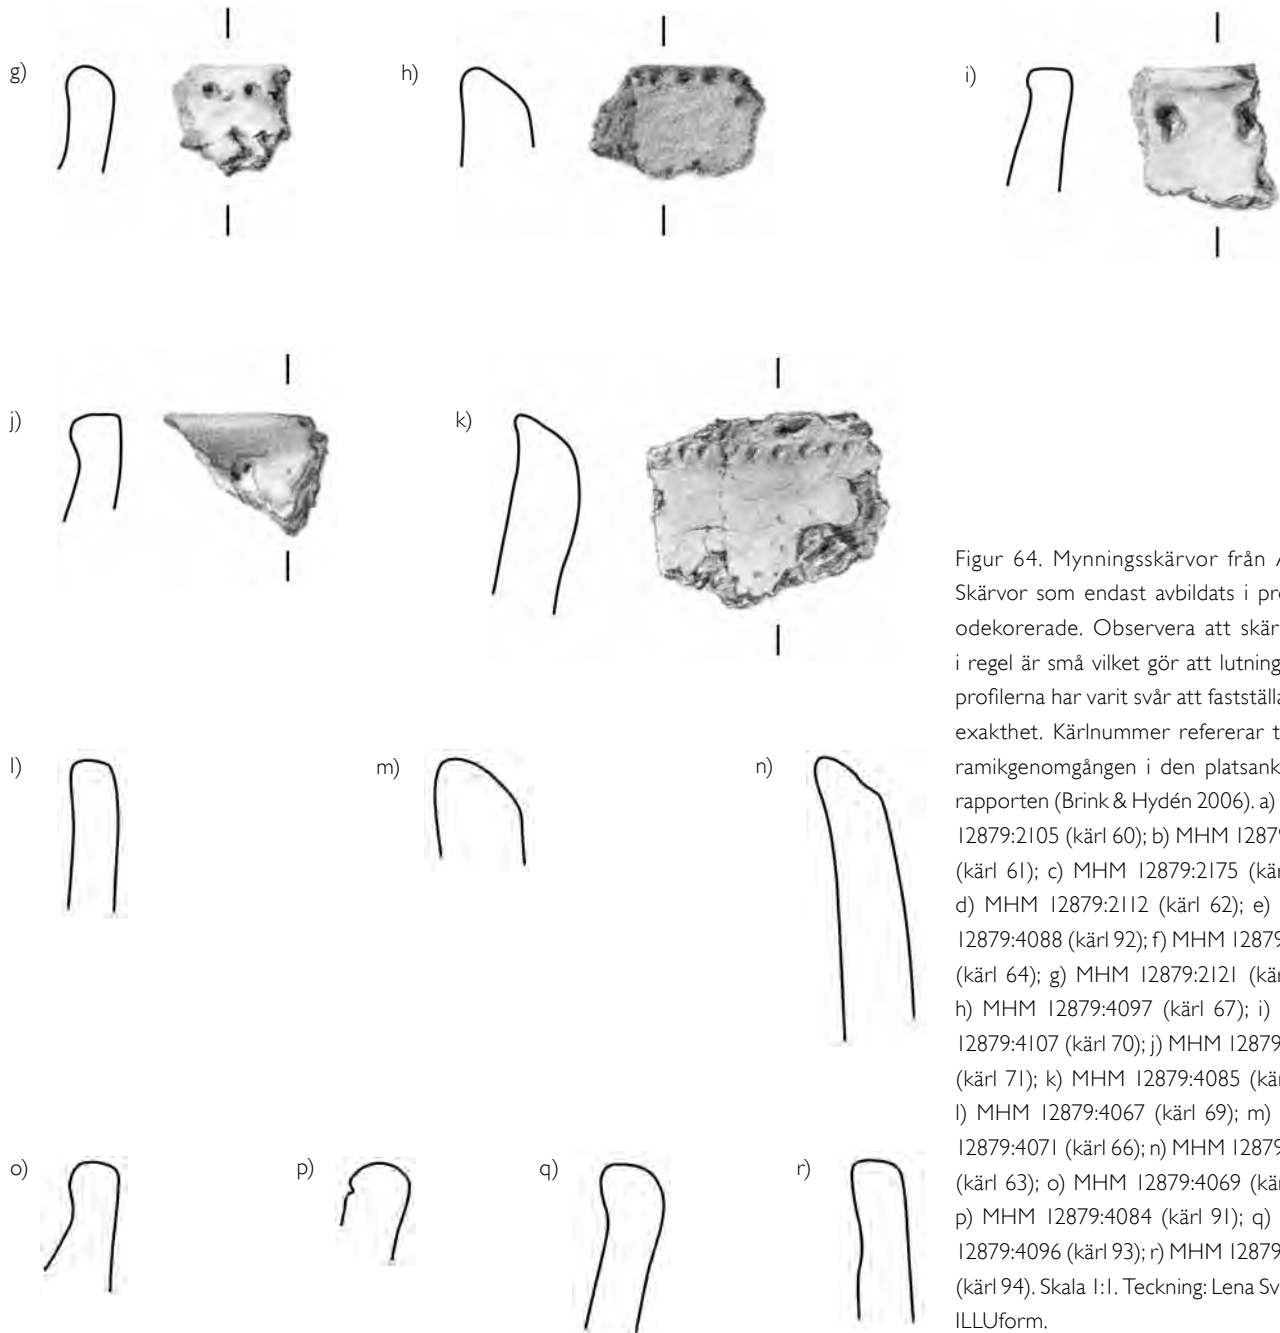 g)
h)
i)
j)
k)
Figur 64. Mynningsskärvor från
Skärvor som endast avbildats i
odekorerade. Observera att
i regel är små vilket gör att
profilerna har varit svår att
exakthet. Kärlnummer refererar
ramikgenomgången i den
rapporten (Brink & Hydén 2006). a)
12879:2105 (kärl 60); b) MHM
(kärl 61); c) MHM 12879:2175
d) MHM 12879:2112 (kärl 62); e)
12879:4088 (kärl 92); f) MHM
(kärl 64); g) MHM 12879:2121
h) MHM 12879:4097 (kärl 67); i)
12879:4107 (kärl 70); j) MHM
(kärl 71); k) MHM 12879:4085
l) MHM 12879:4067 (kärl 69); m)
12879:4071 (kärl 66); n) MHM
(kärl 63); o) MHM 12879:4069
p) MHM 12879:4084 (kärl 91); q)
12879:4096 (kärl 93); r) MHM
(kärl 94). Skala 1:1. Teckning: Lena
ILLUform.
l)
m)
n)
o)
p)
q)
r)